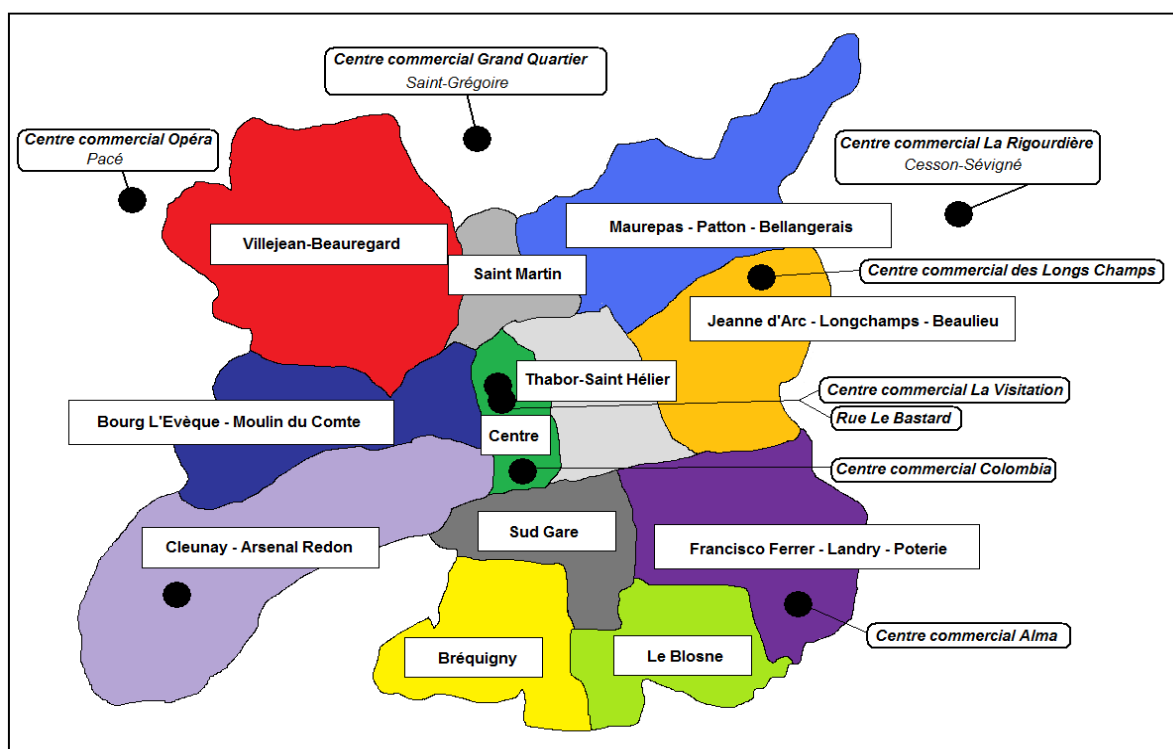 Centre commercial Grand Quartier
Saint-Grégoire
Centre commercial Opéra
Pacé
Centre commercial La Rigourdière
Cesson-Sévigné
Maurepas - Patton - Bellangerais
Villejean-Beauregard
Saint Martin
Centre commercial des Longs Champs
Jeanne d'Arc - Longchamps - Beaulieu
Thabor-Saint Hélier
Centre commercial La Visitation
Rue Le Bastard
Bourg L'Evèque - Moulin du Comte
Centre
Centre commercial Colombia
Sud Gare
Cleunay - Arsenal Redon
Francisco Ferrer - Landry - Poterie
Centre commercial Alma
Bréquigny
Le Blosne